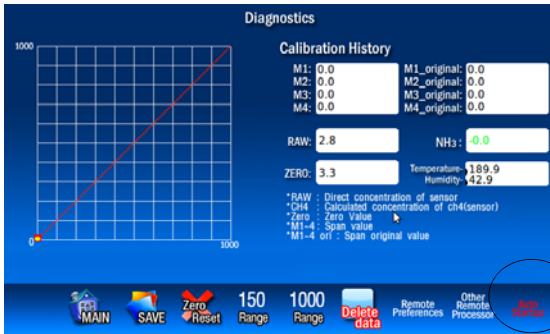 Diagnostics
1000
0
1000
Calibration History
M1: 0.0
M2: 0.0
M3: 0.0
M4: 0.0
M1_original: 0.0
M2_original: 0.0
M3_original: 0.0
M4_original: 0.0
RAW: 2.8
NH3: -0.0
ZERO: 3.3
Temperature- 189.9
Humidity- 42.9
*RAW : Direct concentration of sensor
*CH4 : Calculated concentration of ch4(sensor)
*Zero : Zero Value
*M1~4 : Span value
*M1~4 ori : Span original value
MAIN
SAVE
Zero
Reset
150
Range
1000
Range
Delete
data
Remote
Preferences
Other
Remote
Processor
Auto
Startup